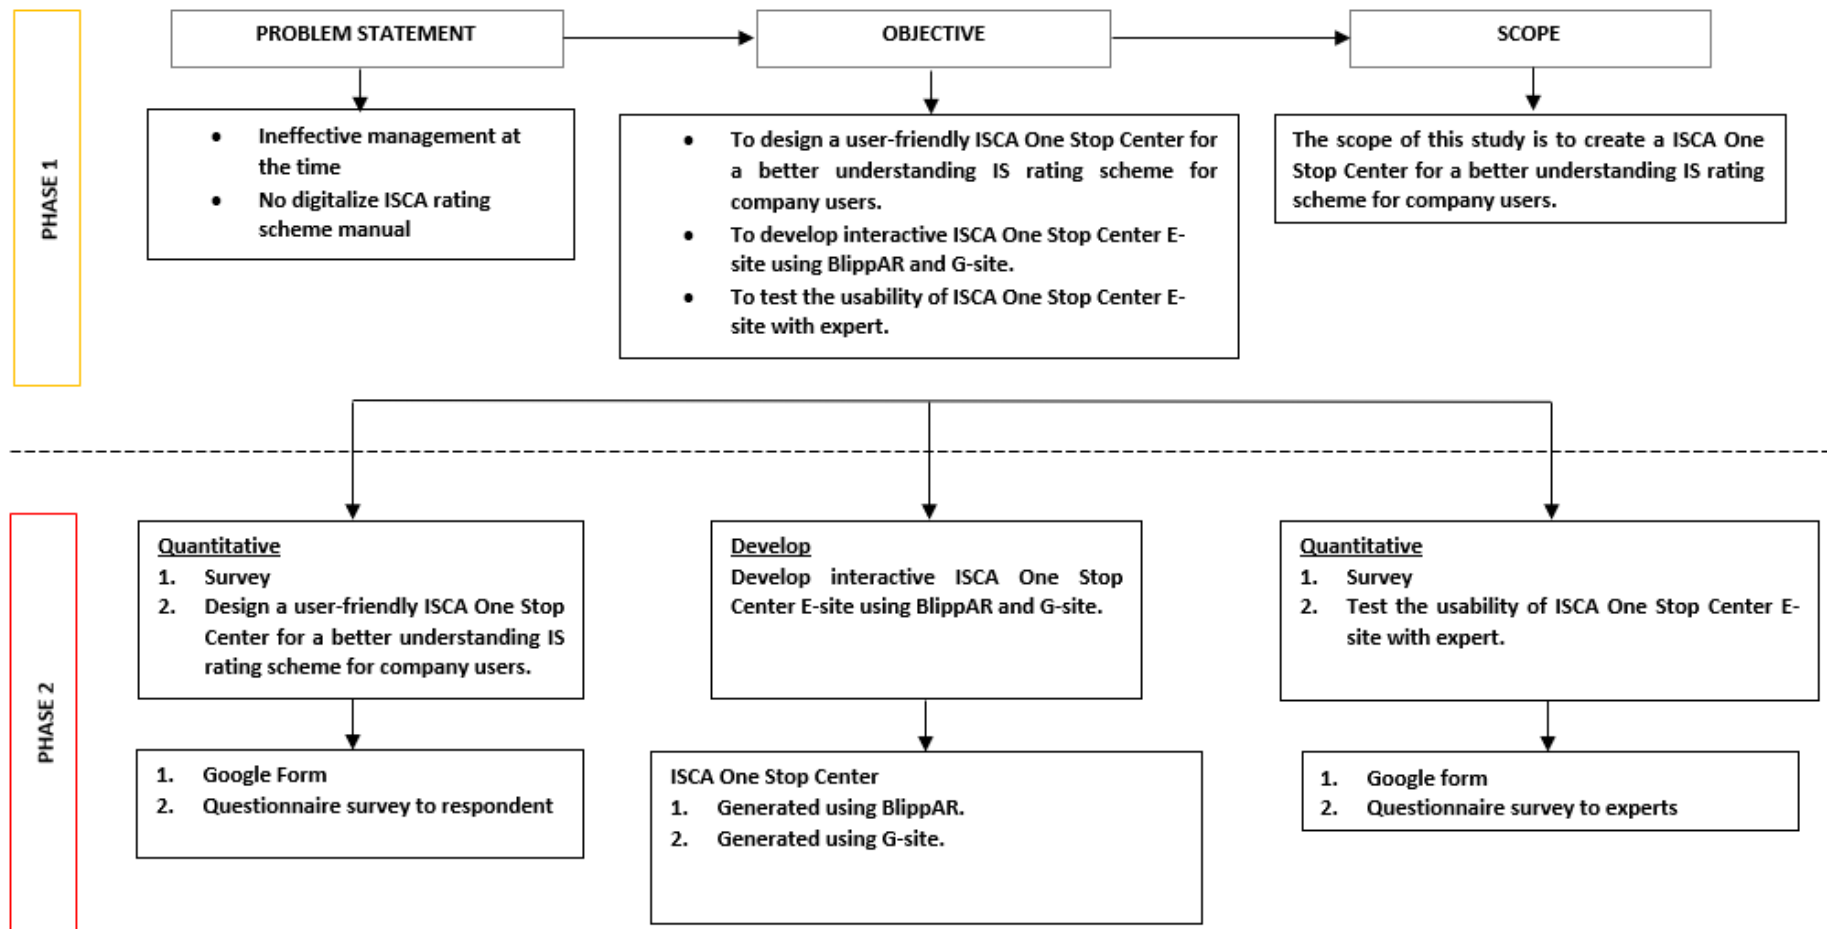 PHASE 1
PROBLEM STATEMENT
OBJECTIVE
SCOPE
• Ineffective management at
the time
• No digitalize ISCA rating
scheme manual
• To design a user-friendly ISCA One Stop Center for
a better understanding IS rating scheme for
company users.
• To develop interactive ISCA One Stop Center E-
site using BlippAR and G-site.
• To test the usability of ISCA One Stop Center E-
site with expert.
The scope of this study is to create a ISCA One
Stop Center for a better understanding IS rating
scheme for company users.
PHASE 2
Quantitative
1. Survey
2. Design a user-friendly ISCA One Stop
Center for a better understanding IS
rating scheme for company users.
Develop
Develop interactive ISCA One Stop
Center E-site using BlippAR and G-site.
Quantitative
1. Survey
2. Test the usability of ISCA One Stop Center E-
site with expert.
1. Google Form
2. Questionnaire survey to respondent
ISCA One Stop Center
1. Generated using BlippAR.
2. Generated using G-site.
1. Google form
2. Questionnaire survey to experts